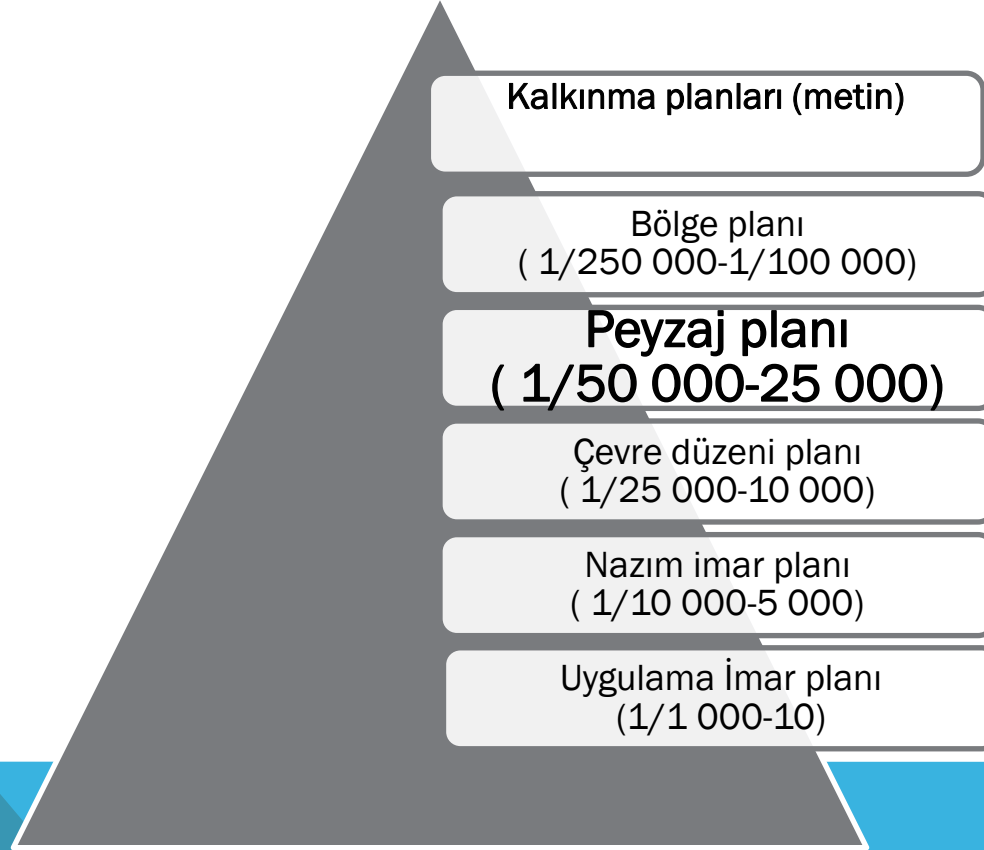 Kalkınma planları (metin)
Bölge planı
( 1/250 000-1/100 000)
Peyzaj planı
( 1/50 000-25 000)
Çevre düzeni planı
( 1/25 000-10 000)
Nazım imar planı
( 1/10 000-5 000)
Uygulama İmar planı
(1/1 000-10)